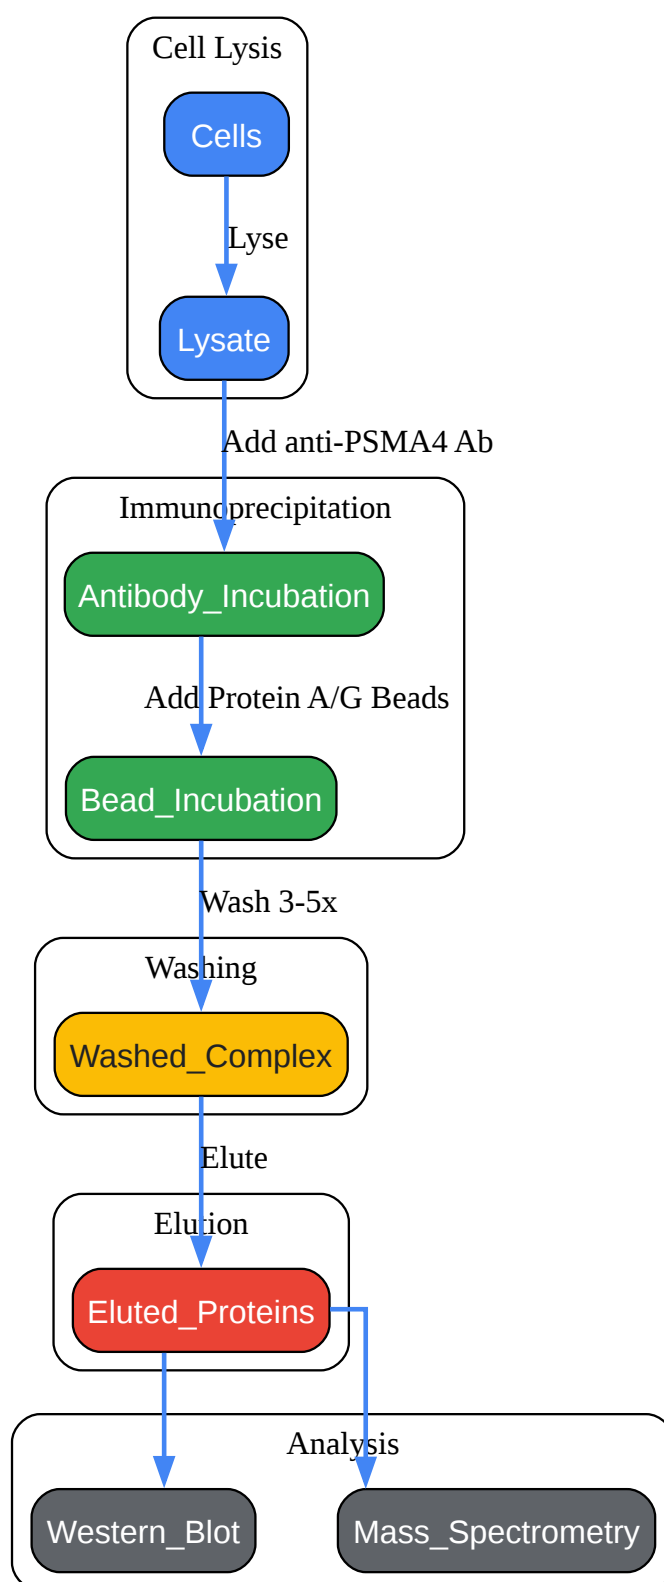 Cell Lysis
Cells
Lyse
Lysate
Add anti-PSMA4 Ab
Immunoprecipitation
Antibody_Incubation
Add Protein A/G Beads
Bead_Incubation
Wash 3-5x
Washing
Washed_Complex
Elute
Elution
Eluted_Proteins
Analysis
Western_Blot
Mass_Spectrometry